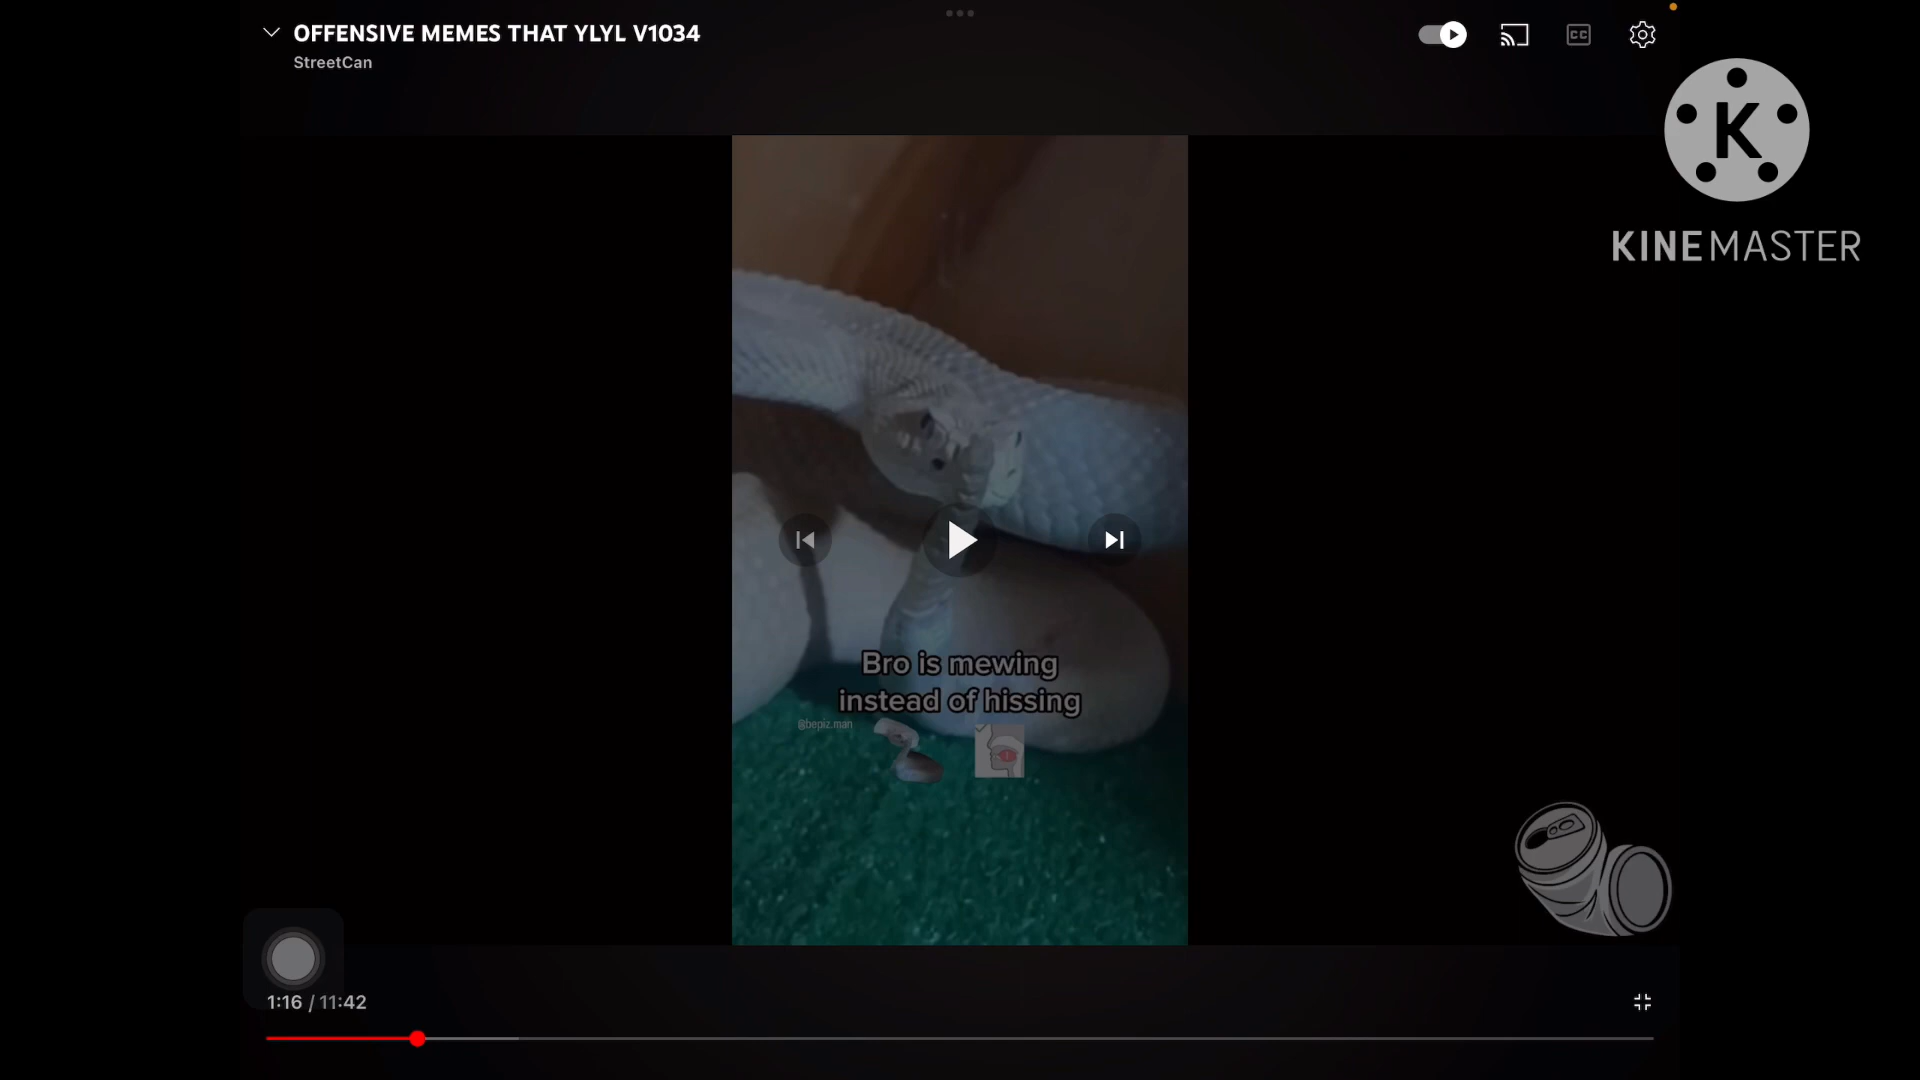 OFFENSIVE MEMES THAT YLYL V1034
StreetCan
CC
K
KINEMASTER
Bro is mewing
instead of hissing
@bepiz.man
1:16 / 11:42